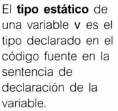 El tipo estático de
una variable v es el
tipo declarado en el
código fuente en la
sentencia de
declaración de la
variable.